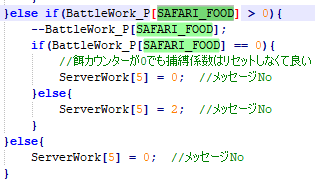 }else if(BattleWork_P[SAFARI_FOOD] > 0){
--BattleWork_P[SAFARI_FOOD];
if(BattleWork_P[SAFARI_FOOD] == 0){
//餌カウンターが0でも捕縛係数はリセットしなくて良い
ServerWork[5] = 0;  //メッセージNo
}else{
ServerWork[5] = 2;  //メッセージNo
}
}else{
ServerWork[5] = 0;  //メッセージNo
}